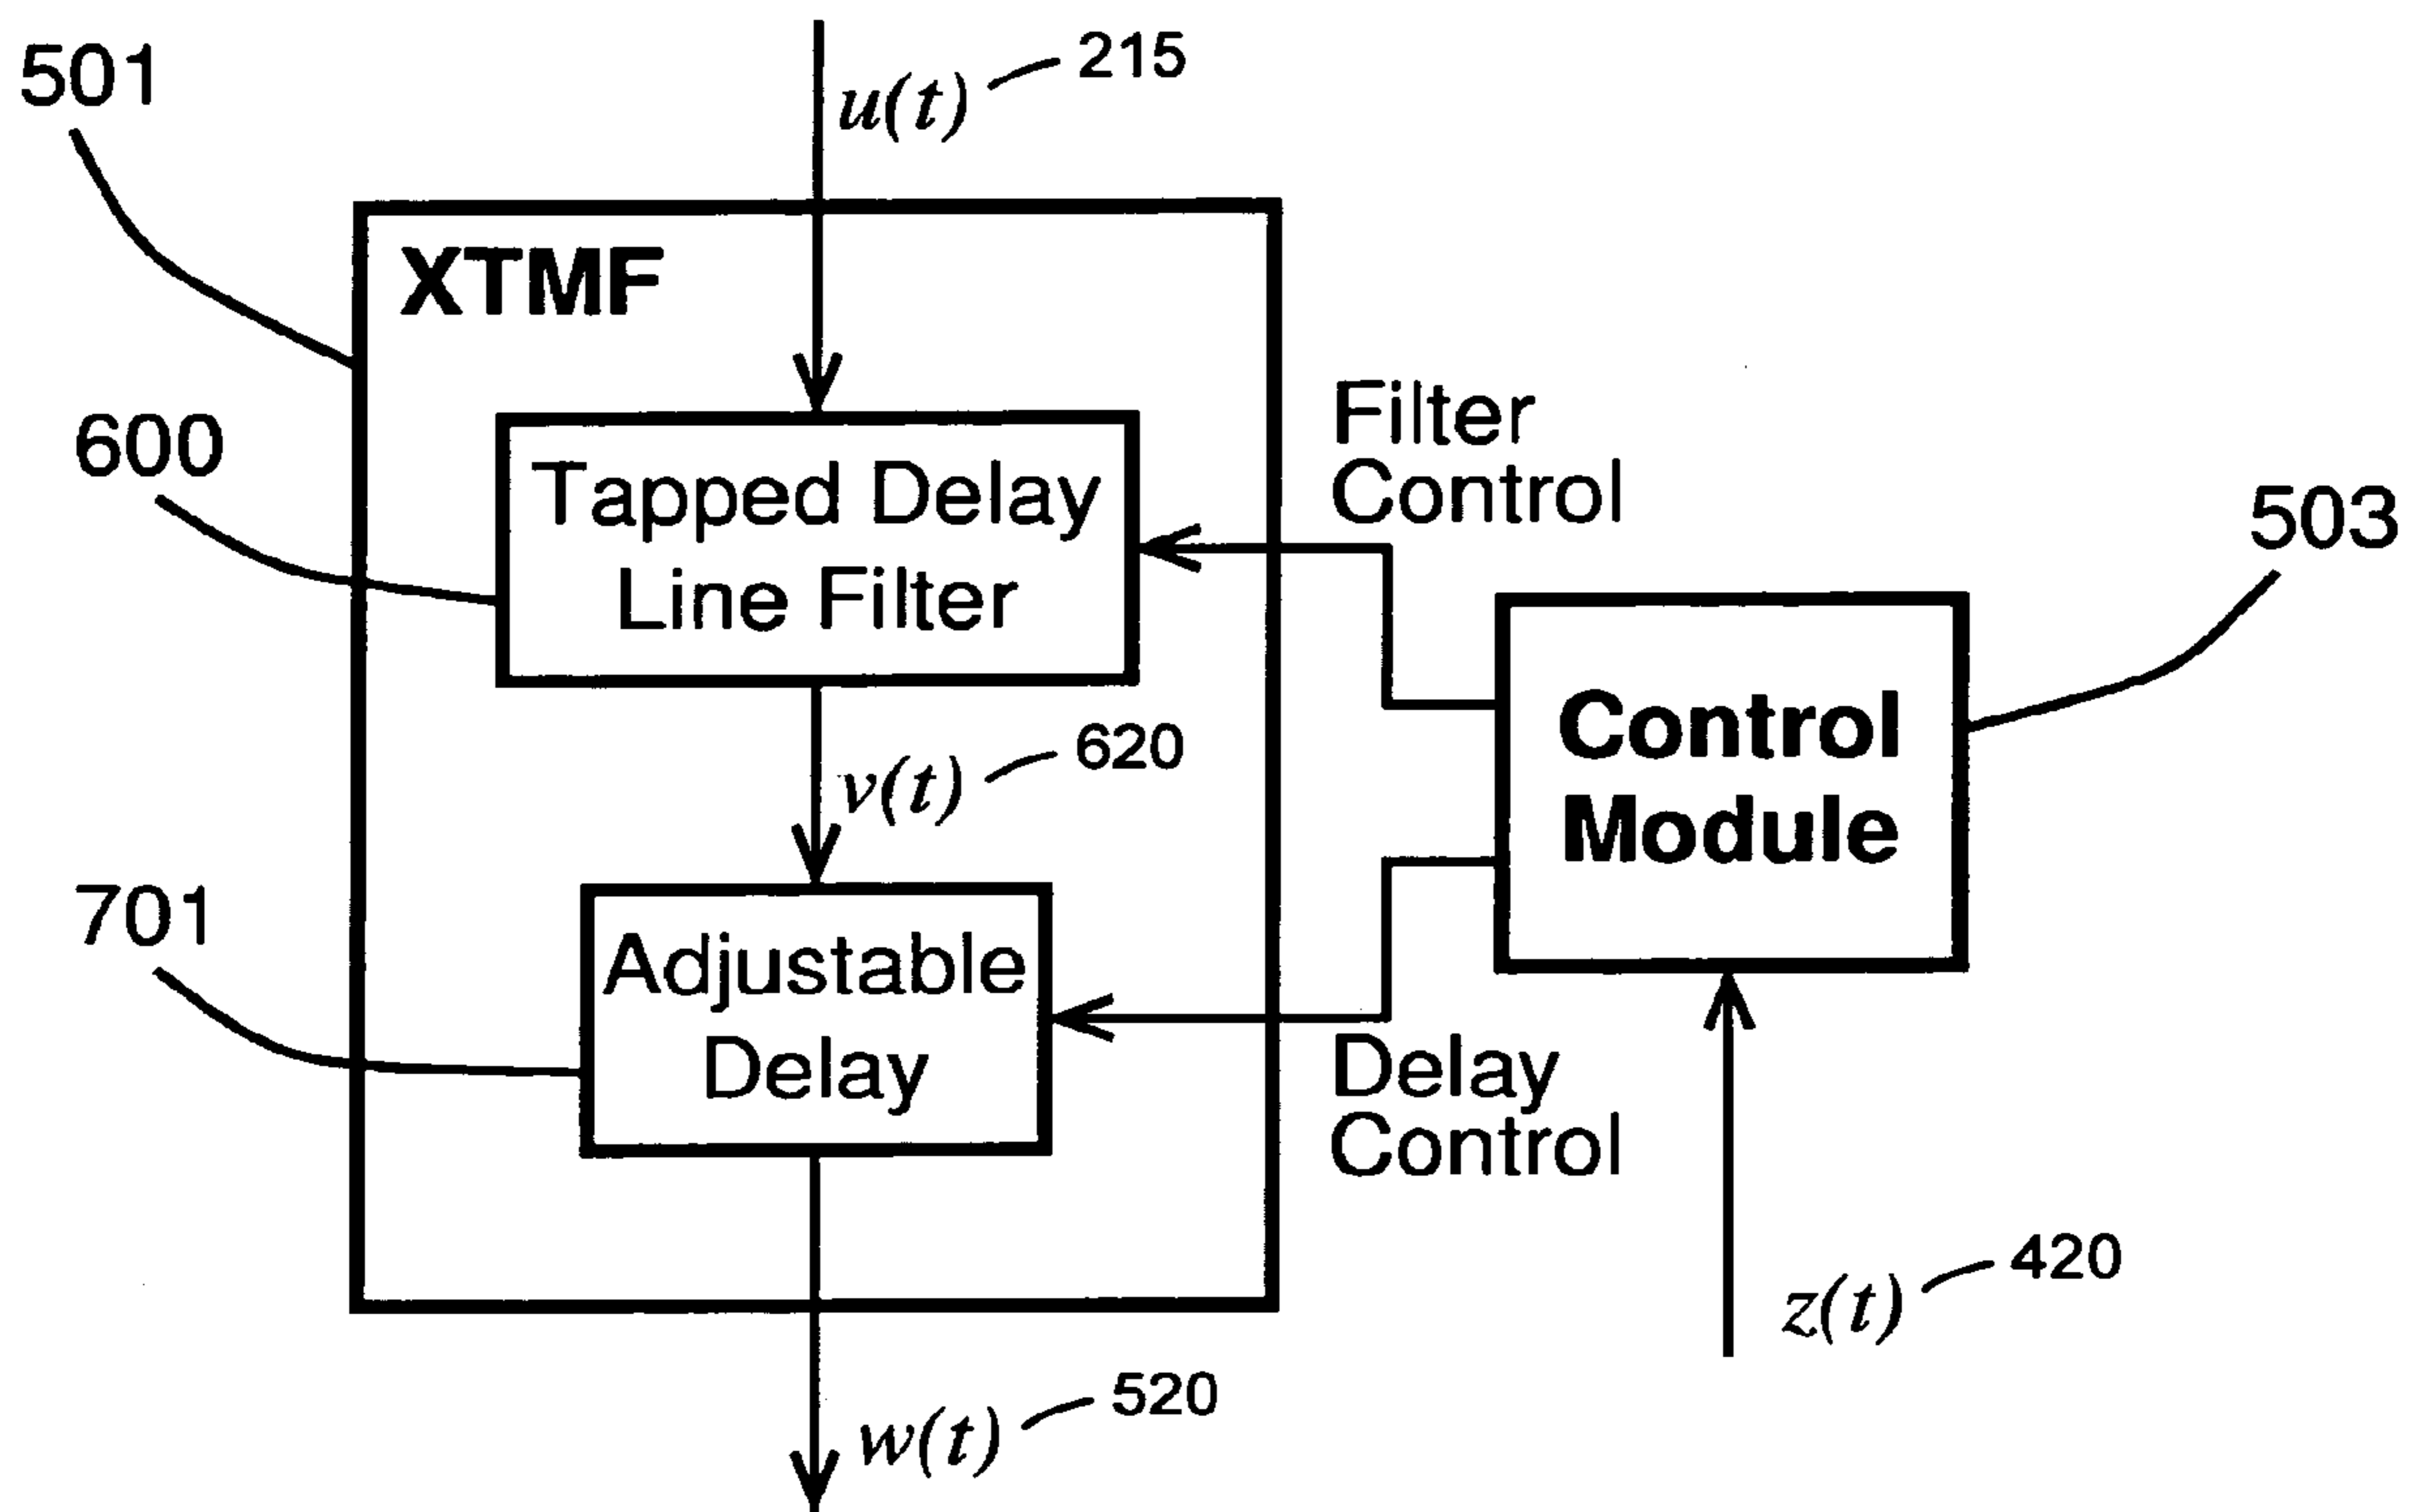 501
u(t)
215
XTMF
600
Tapped Delay
Line Filter
Filter
Control
503
Control
Module
v(t)
620
701
Adjustable
Delay
Delay
Control
z(t)
420
w(t)
520